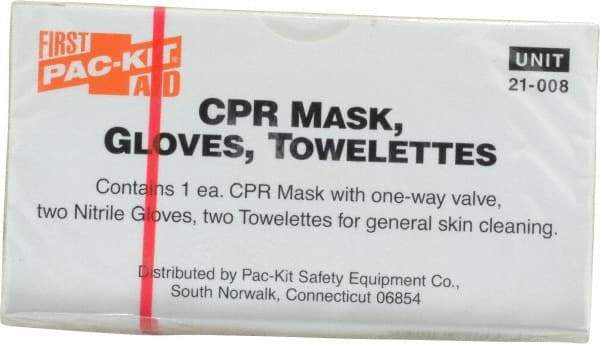 FIRST
PAC-KIT®
AID
UNIT
21-008
CPR MASK,
GLOVES, TOWELETTES
Contains 1 ea. CPR Mask with one-way valve,
two Nitrile Gloves, two Towelettes for general skin cleaning.
Distributed by Pac-Kit Safety Equipment Co.,
South Norwalk, Connecticut 06854